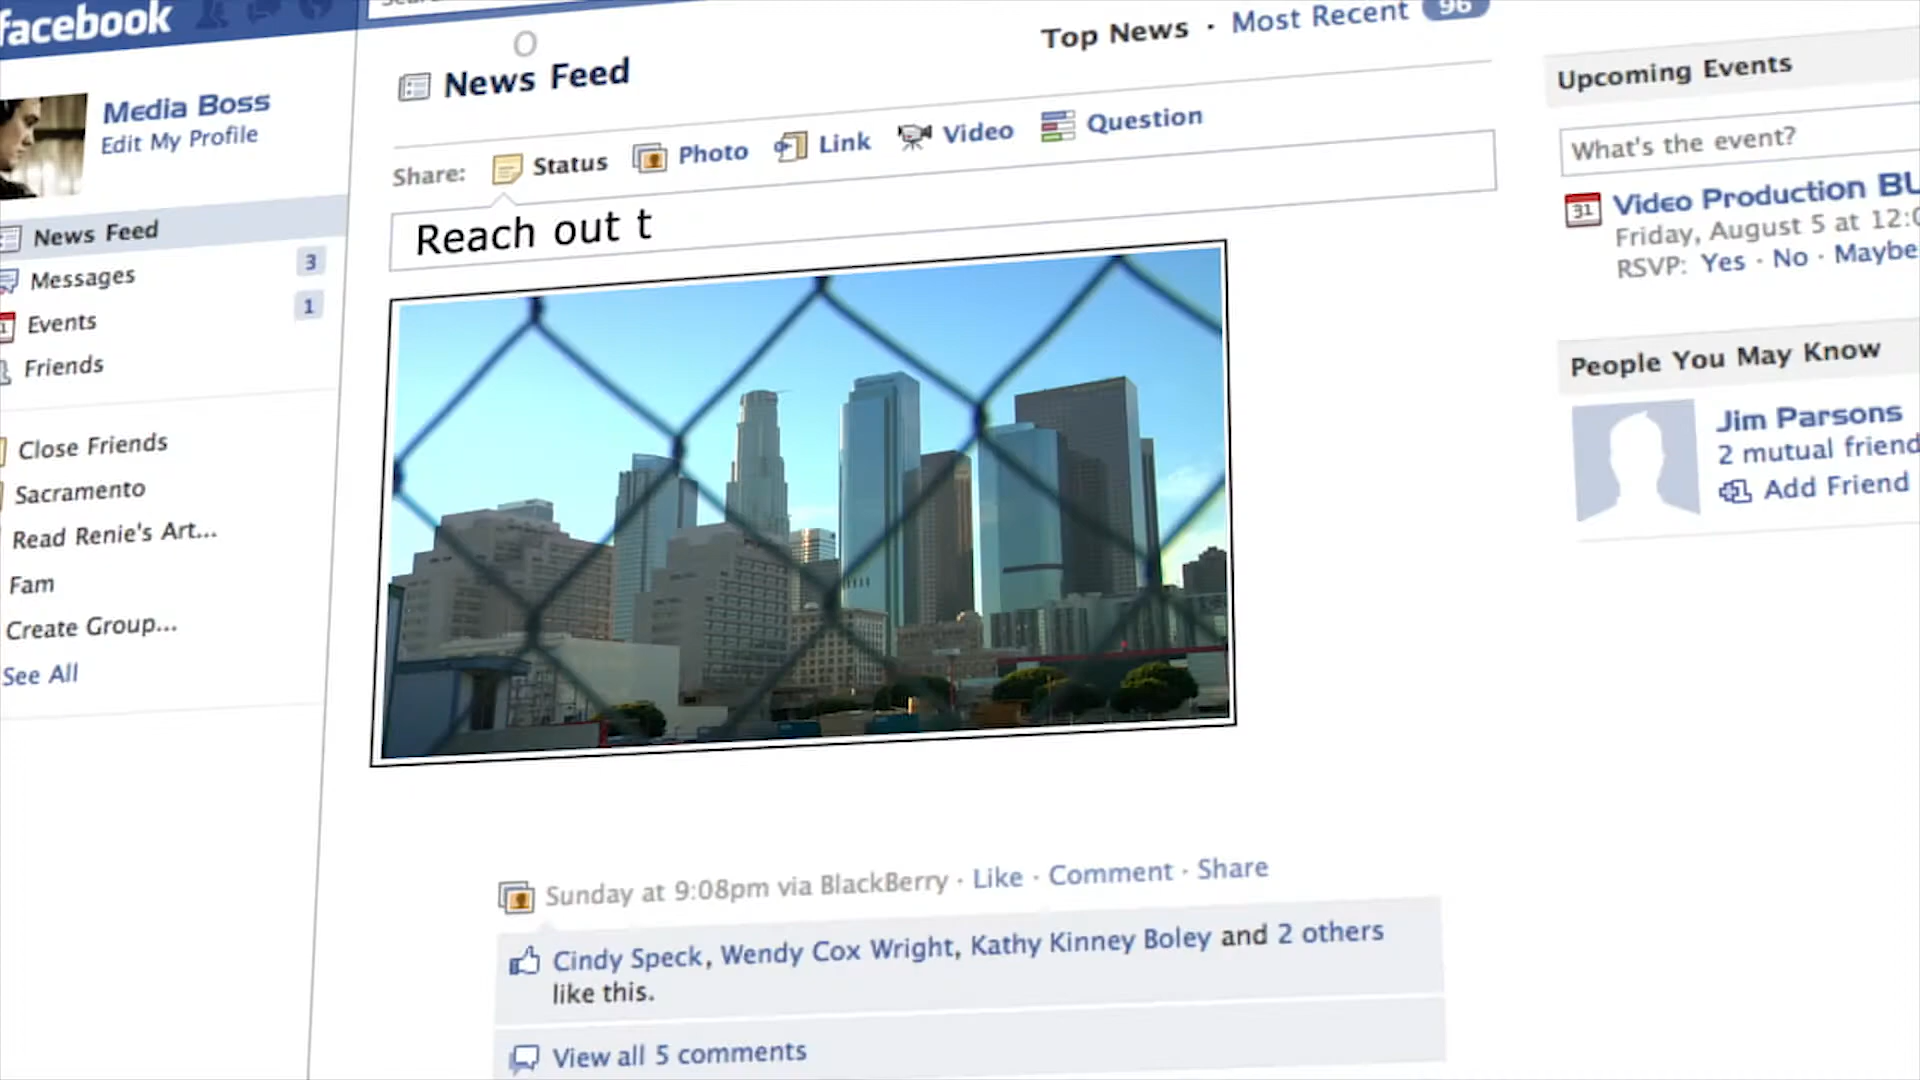 facebook
Media Boss
Edit My Profile
News Feed
Messages 3
Events 1
Friends
Close Friends
Sacramento
Read Renie's Art...
Fam
Create Group...
See All
O
News Feed
Top News · Most Recent 96
Share: Status Photo Link Video Question
Reach out t
Sunday at 9:08pm via BlackBerry · Like · Comment · Share
Cindy Speck, Wendy Cox Wright, Kathy Kinney Boley and 2 others
like this.
View all 5 comments
Upcoming Events
What's the event?
31
Video Production
Friday, August 5 at
RSVP: Yes · No · Maybe
People You May Know
Jim Parsons
2 mutual friend
Add Friend